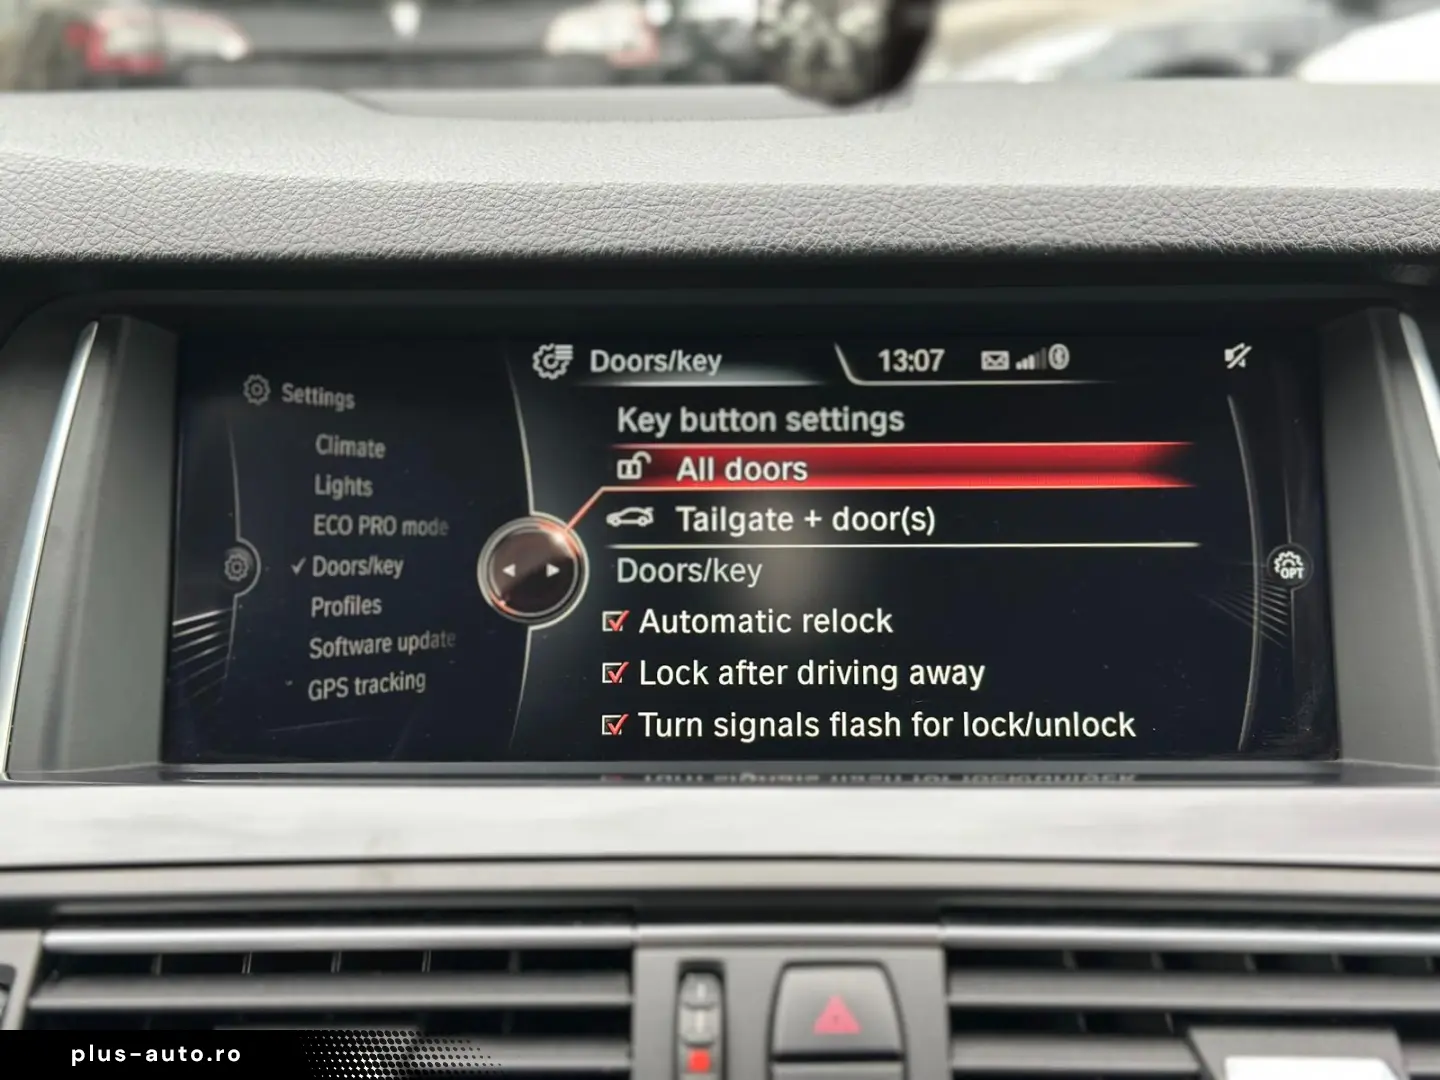 Settings
Climate
Lights
ECO PRO mode
Doors/key
Profiles
Software update
GPS tracking
Doors/key
13:07
Key button settings
All doors
Tailgate + door(s)
Doors/key
Automatic relock
Lock after driving away
Turn signals flash for lock/unlock
OPT
plus-auto.ro